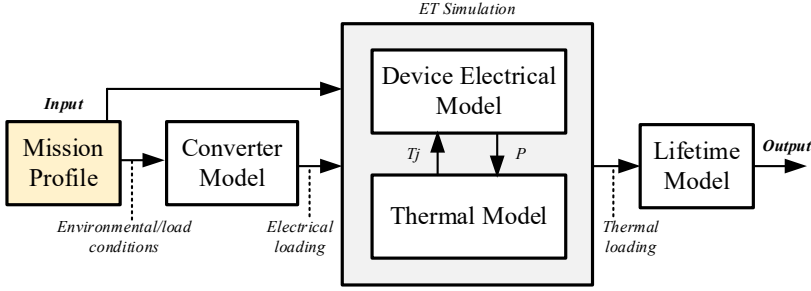 ET Simulation
Input
Mission
Profile
Environmental/load
conditions
Converter
Model
Electrical
loading
Device Electrical
Model
Tj
P
Thermal Model
Thermal
loading
Lifetime
Model
Output